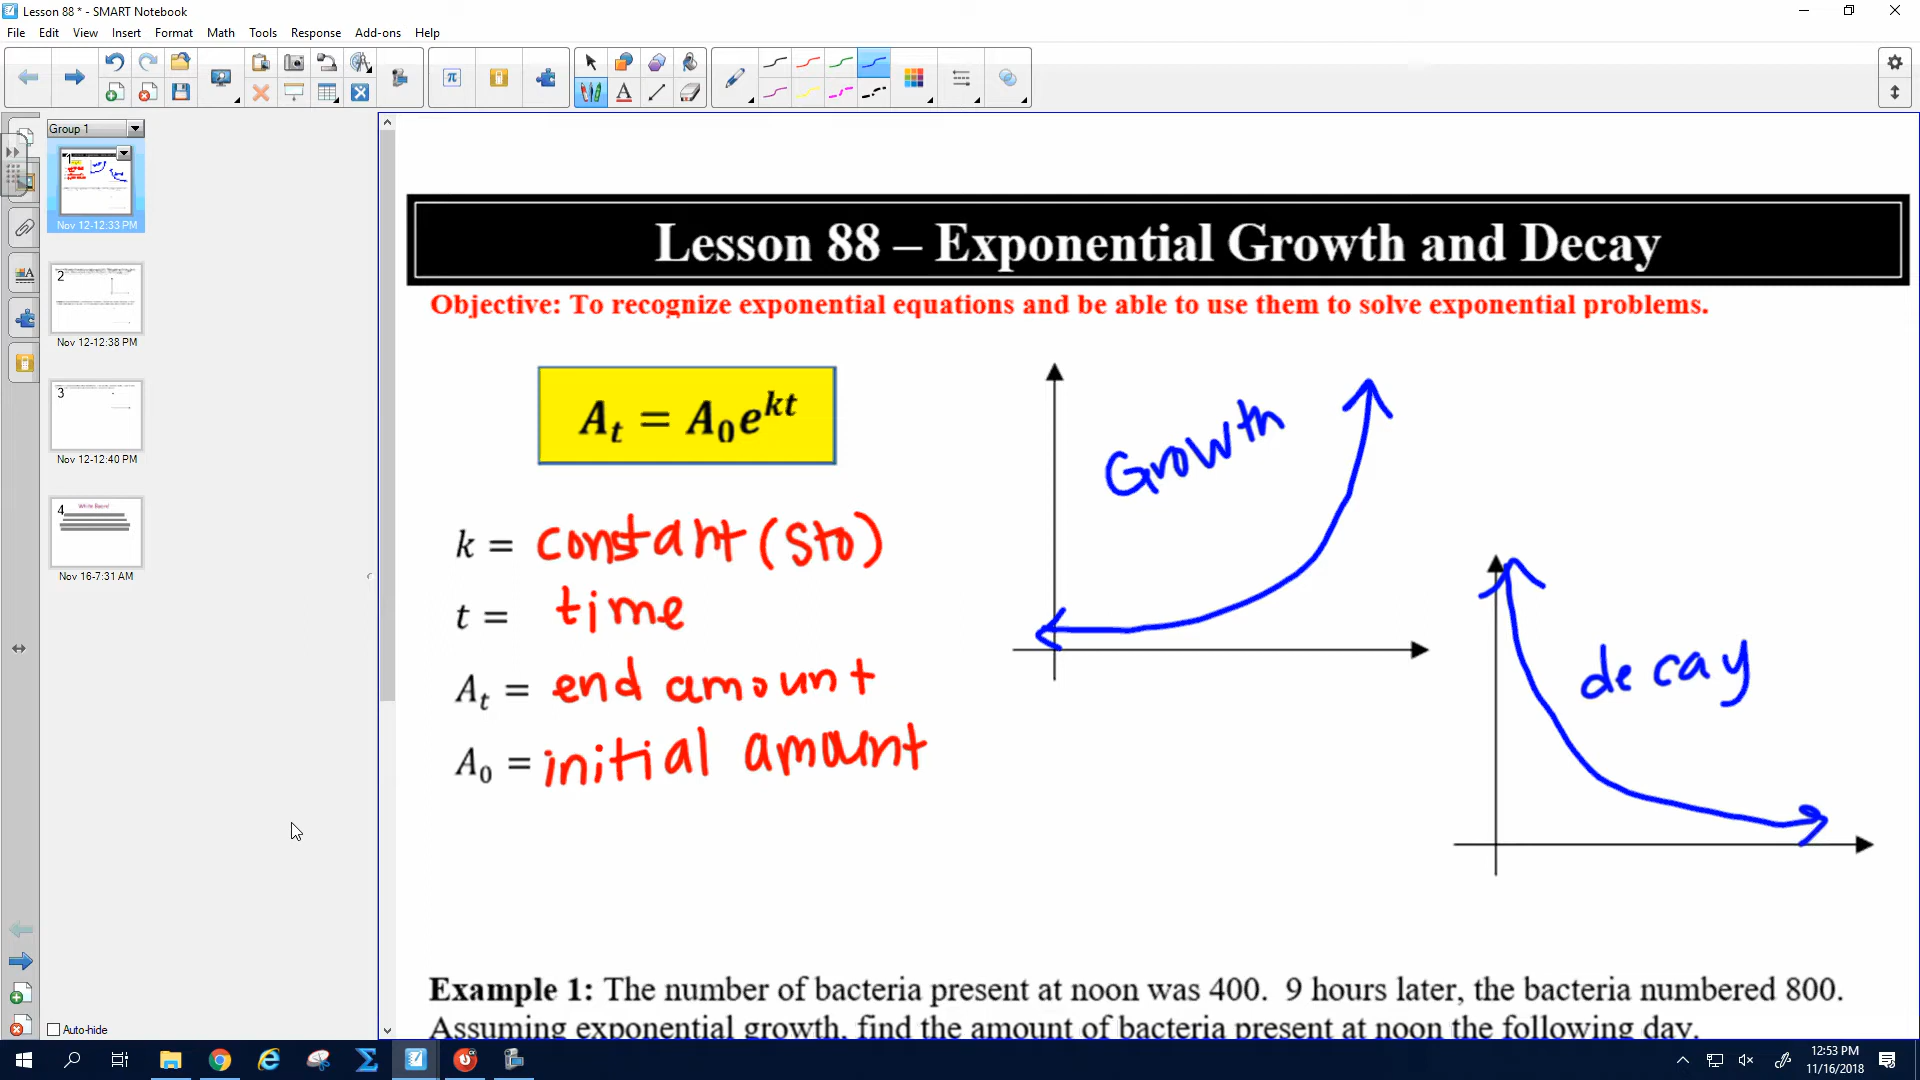 Lesson 88 * - SMART Notebook
File Edit View Insert Format Math Tools Response Add-ons Help
Group 1
1
Nov 12-12:33 PM
2
Nov 12-12:38 PM
3
Nov 12-12:40 PM
4
Nov 16-7:31 AM
Auto-hide
Lesson 88 – Exponential Growth and Decay
Objective: To recognize exponential equations and be able to use them to solve exponential problems.
Aₜ = A₀eᵏᵗ
k = constant (sto)
t = time
Aₜ = end amount
A₀ = initial amount
Growth
decay
Example 1: The number of bacteria present at noon was 400. 9 hours later, the bacteria numbered 800.
Assuming exponential growth, find the amount of bacteria present at noon the following day.
12:53 PM
11/16/2018